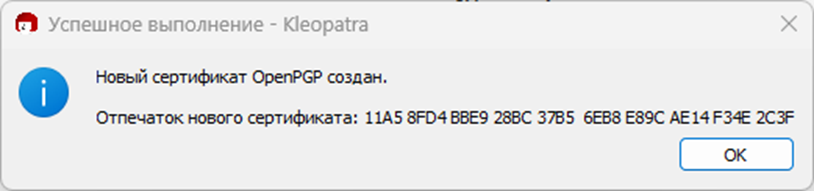 Успешное выполнение - Kleopatra
Новый сертификат OpenPGP создан.
Отпечаток нового сертификата: 11A5 8FD4 BBE9 28BC 37B5  6EB8 E89C AE14 F34E 2C3F
ОК